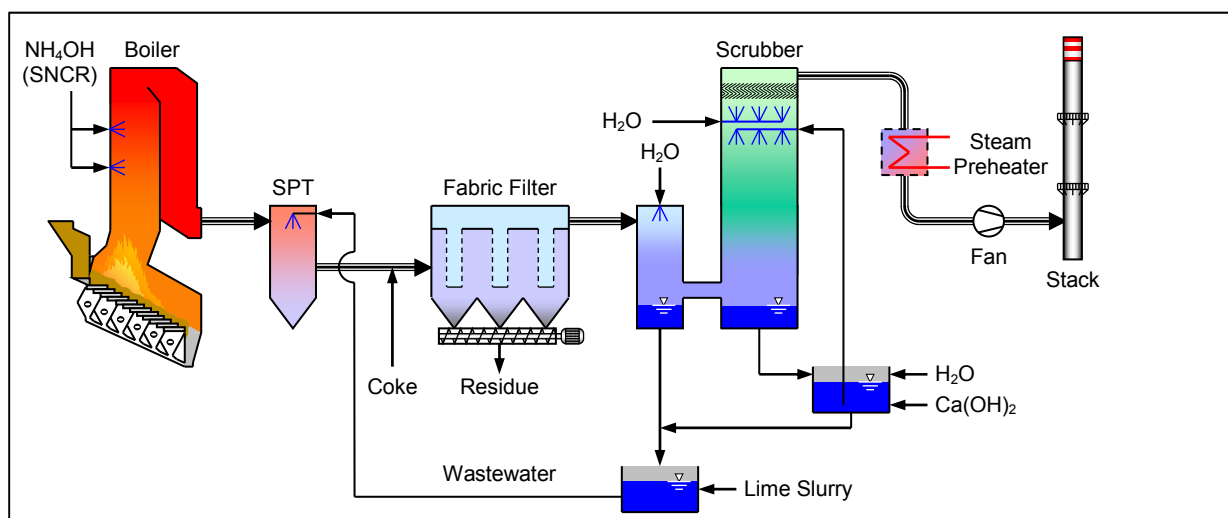 NH₄OH
(SNCR)
Boiler
Scrubber
H₂O
H₂O
Steam
Preheater
SPT
Fabric Filter
Fan
Stack
Coke
Residue
H₂O
Ca(OH)₂
Wastewater
Lime Slurry